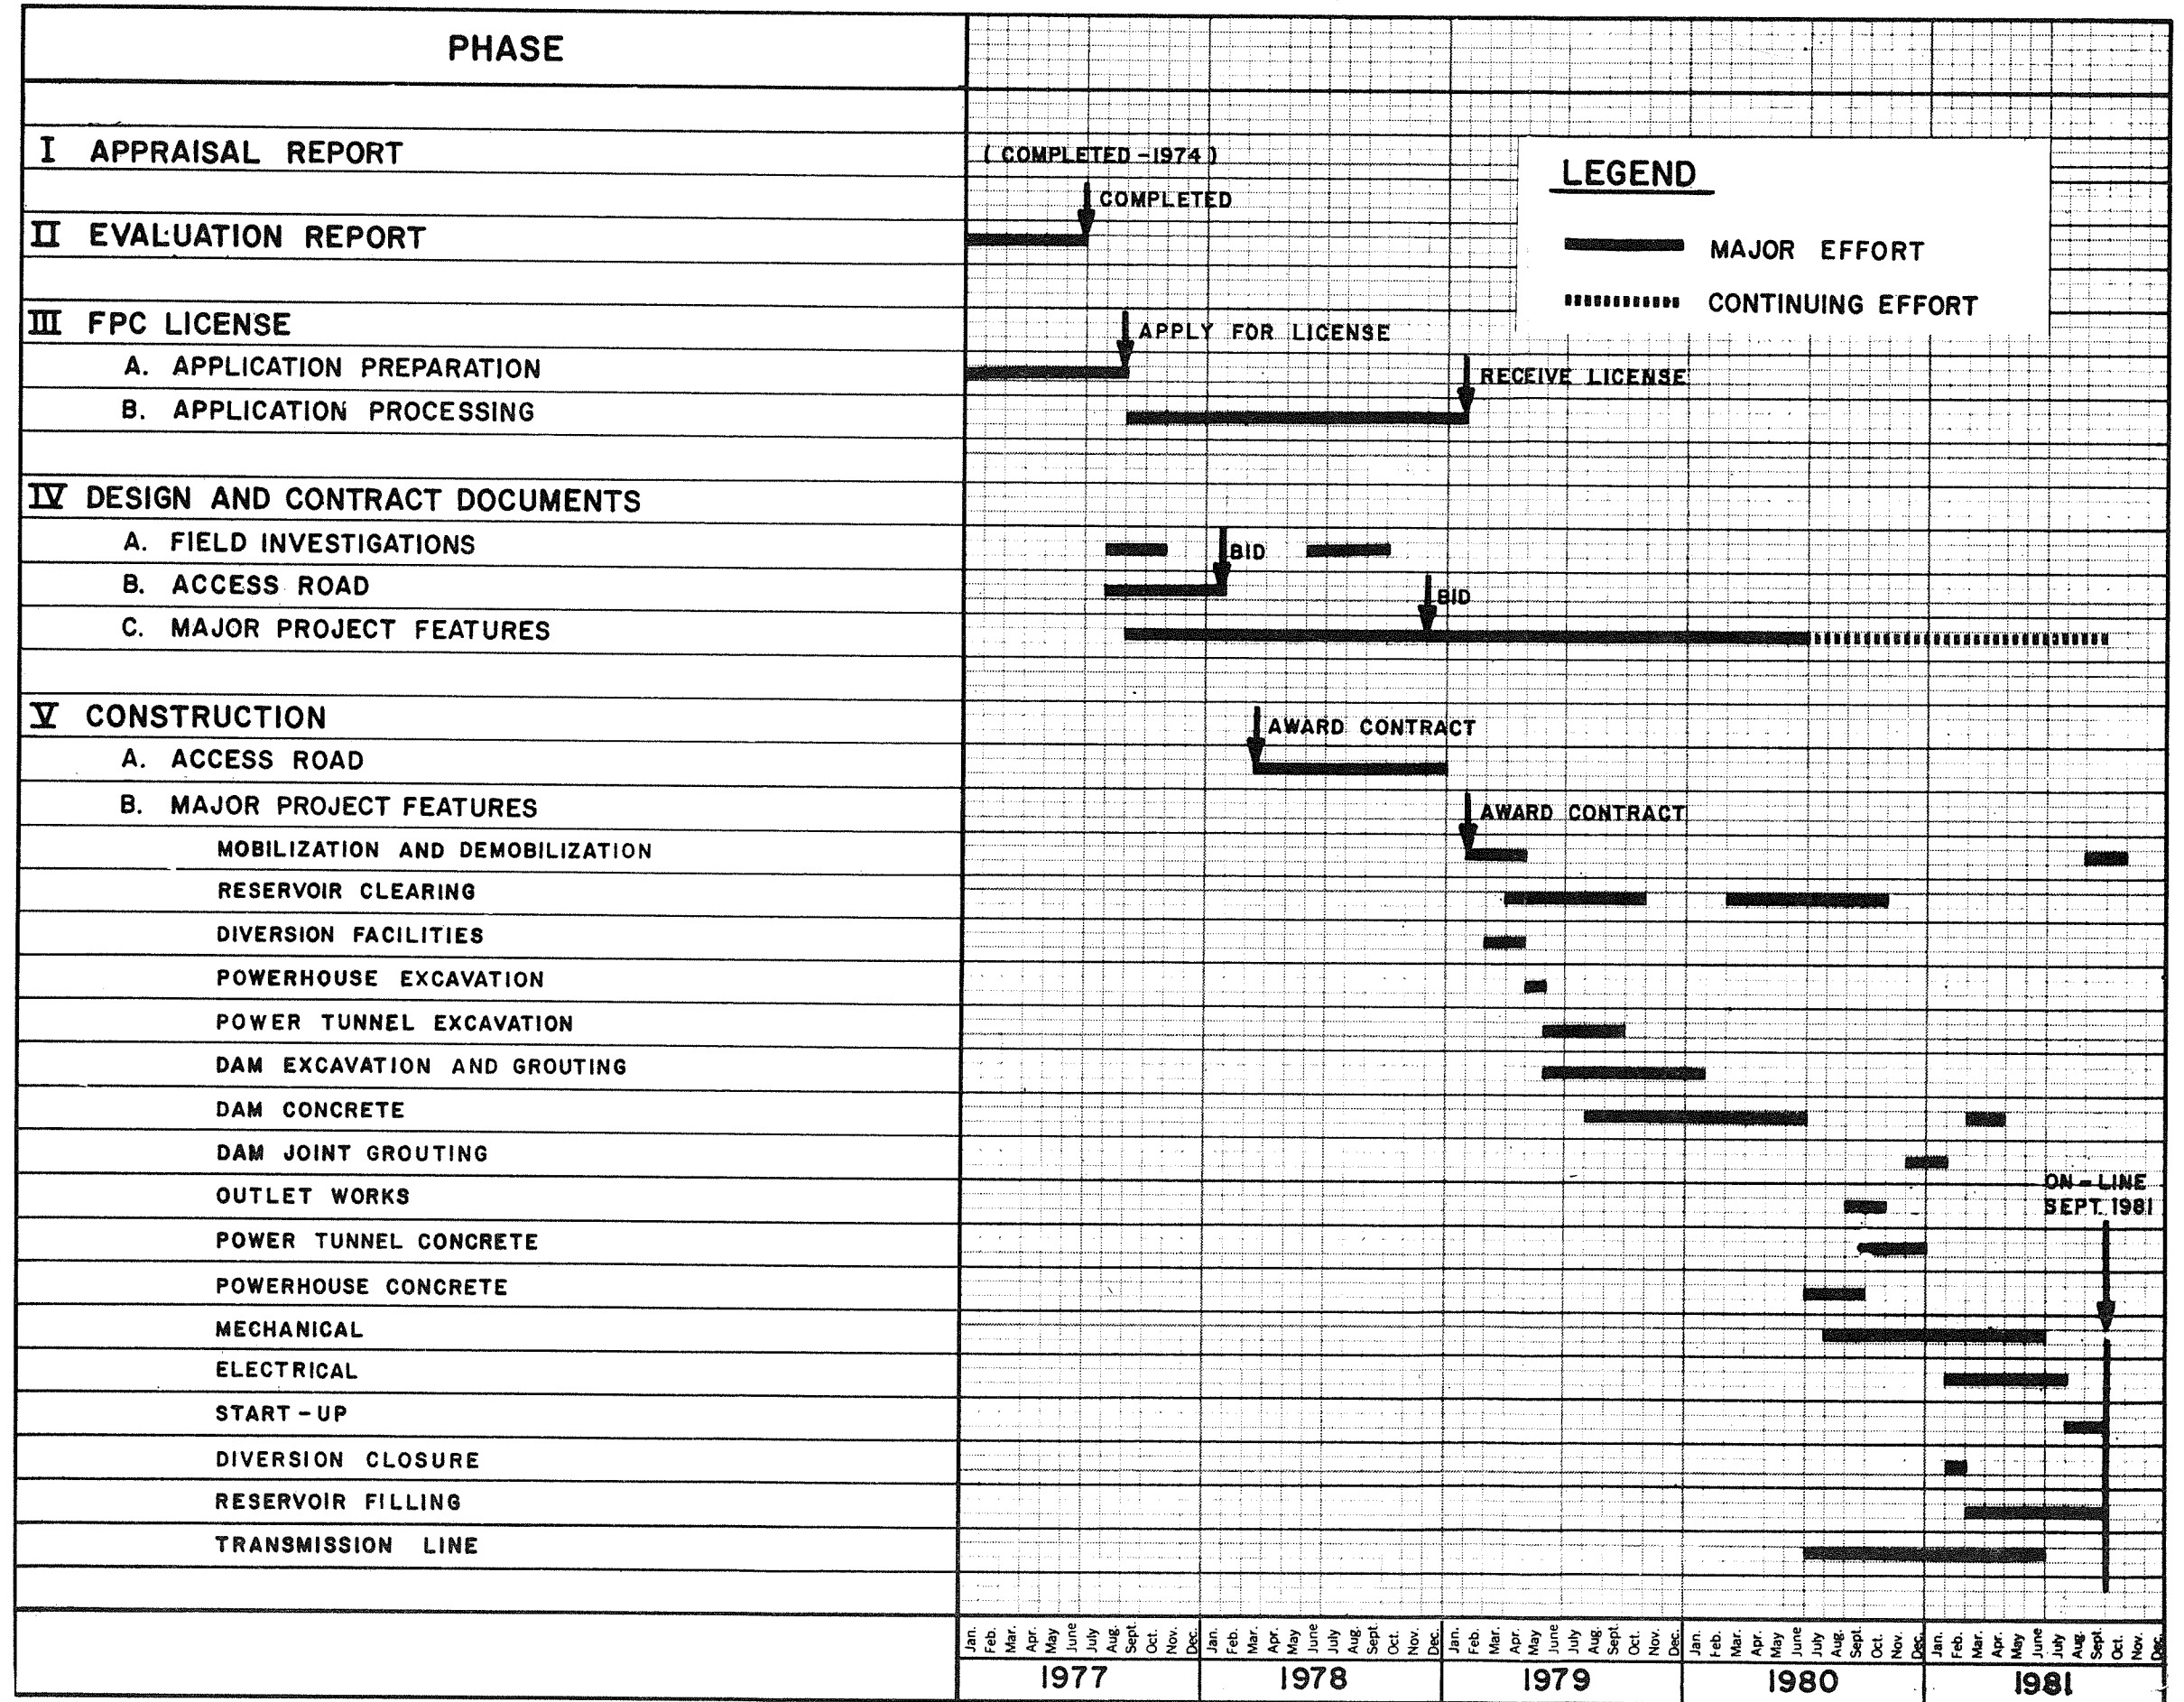 PHASE
I APPRAISAL REPORT
(COMPLETED-1974)
COMPLETED
II EVALUATION REPORT
LEGEND
MAJOR EFFORT
CONTINUING EFFORT
III FPC LICENSE
APPLY FOR LICENSE
A. APPLICATION PREPARATION
RECEIVE LICENSE
B. APPLICATION PROCESSING
IV DESIGN AND CONTRACT DOCUMENTS
A. FIELD INVESTIGATIONS
BID
B. ACCESS ROAD
BID
C. MAJOR PROJECT FEATURES
V CONSTRUCTION
AWARD CONTRACT
A. ACCESS ROAD
B. MAJOR PROJECT FEATURES
AWARD CONTRACT
MOBILIZATION AND DEMOBILIZATION
RESERVOIR CLEARING
DIVERSION FACILITIES
POWERHOUSE EXCAVATION
POWER TUNNEL EXCAVATION
DAM EXCAVATION AND GROUTING
DAM CONCRETE
DAM JOINT GROUTING
OUTLET WORKS
ON-LINE
SEPT. 1981
POWER TUNNEL CONCRETE
POWERHOUSE CONCRETE
MECHANICAL
ELECTRICAL
START-UP
DIVERSION CLOSURE
RESERVOIR FILLING
TRANSMISSION LINE
Jan. Feb. Mar. Apr. May June July Aug. Sept. Oct. Nov. Dec. Jan. Feb. Mar. Apr. May June July Aug. Sept. Oct. Nov. Dec. Jan. Feb. Mar. Apr. May June July Aug. Sept. Oct. Nov. Dec. Jan. Feb. Mar. Apr. May June July Aug. Sept. Oct. Nov. Dec. Jan. Feb. Mar. Apr. May June July Aug. Sept. Oct. Nov. Dec.
1977 1978 1979 1980 1981